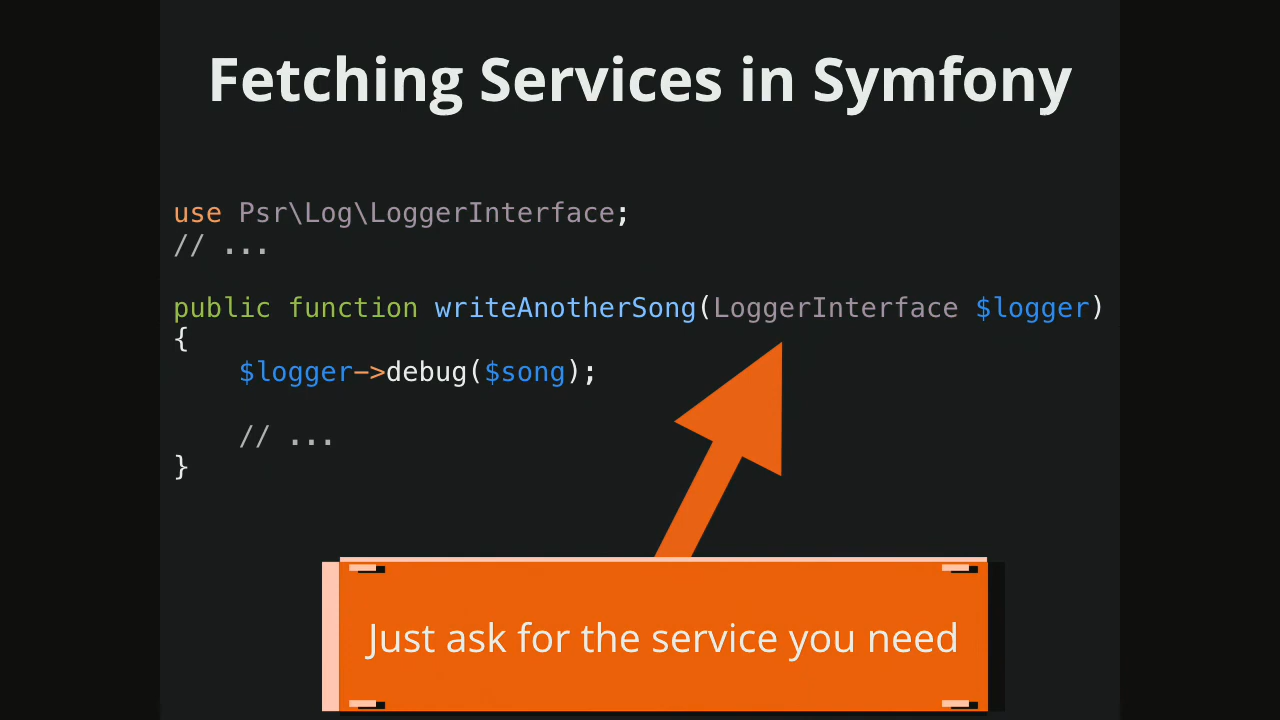 Fetching Services in Symfony
use Psr\Log\LoggerInterface;
// ...
public function writeAnotherSong(LoggerInterface $logger)
{
    $logger->debug($song);
    // ...
}
Just ask for the service you need